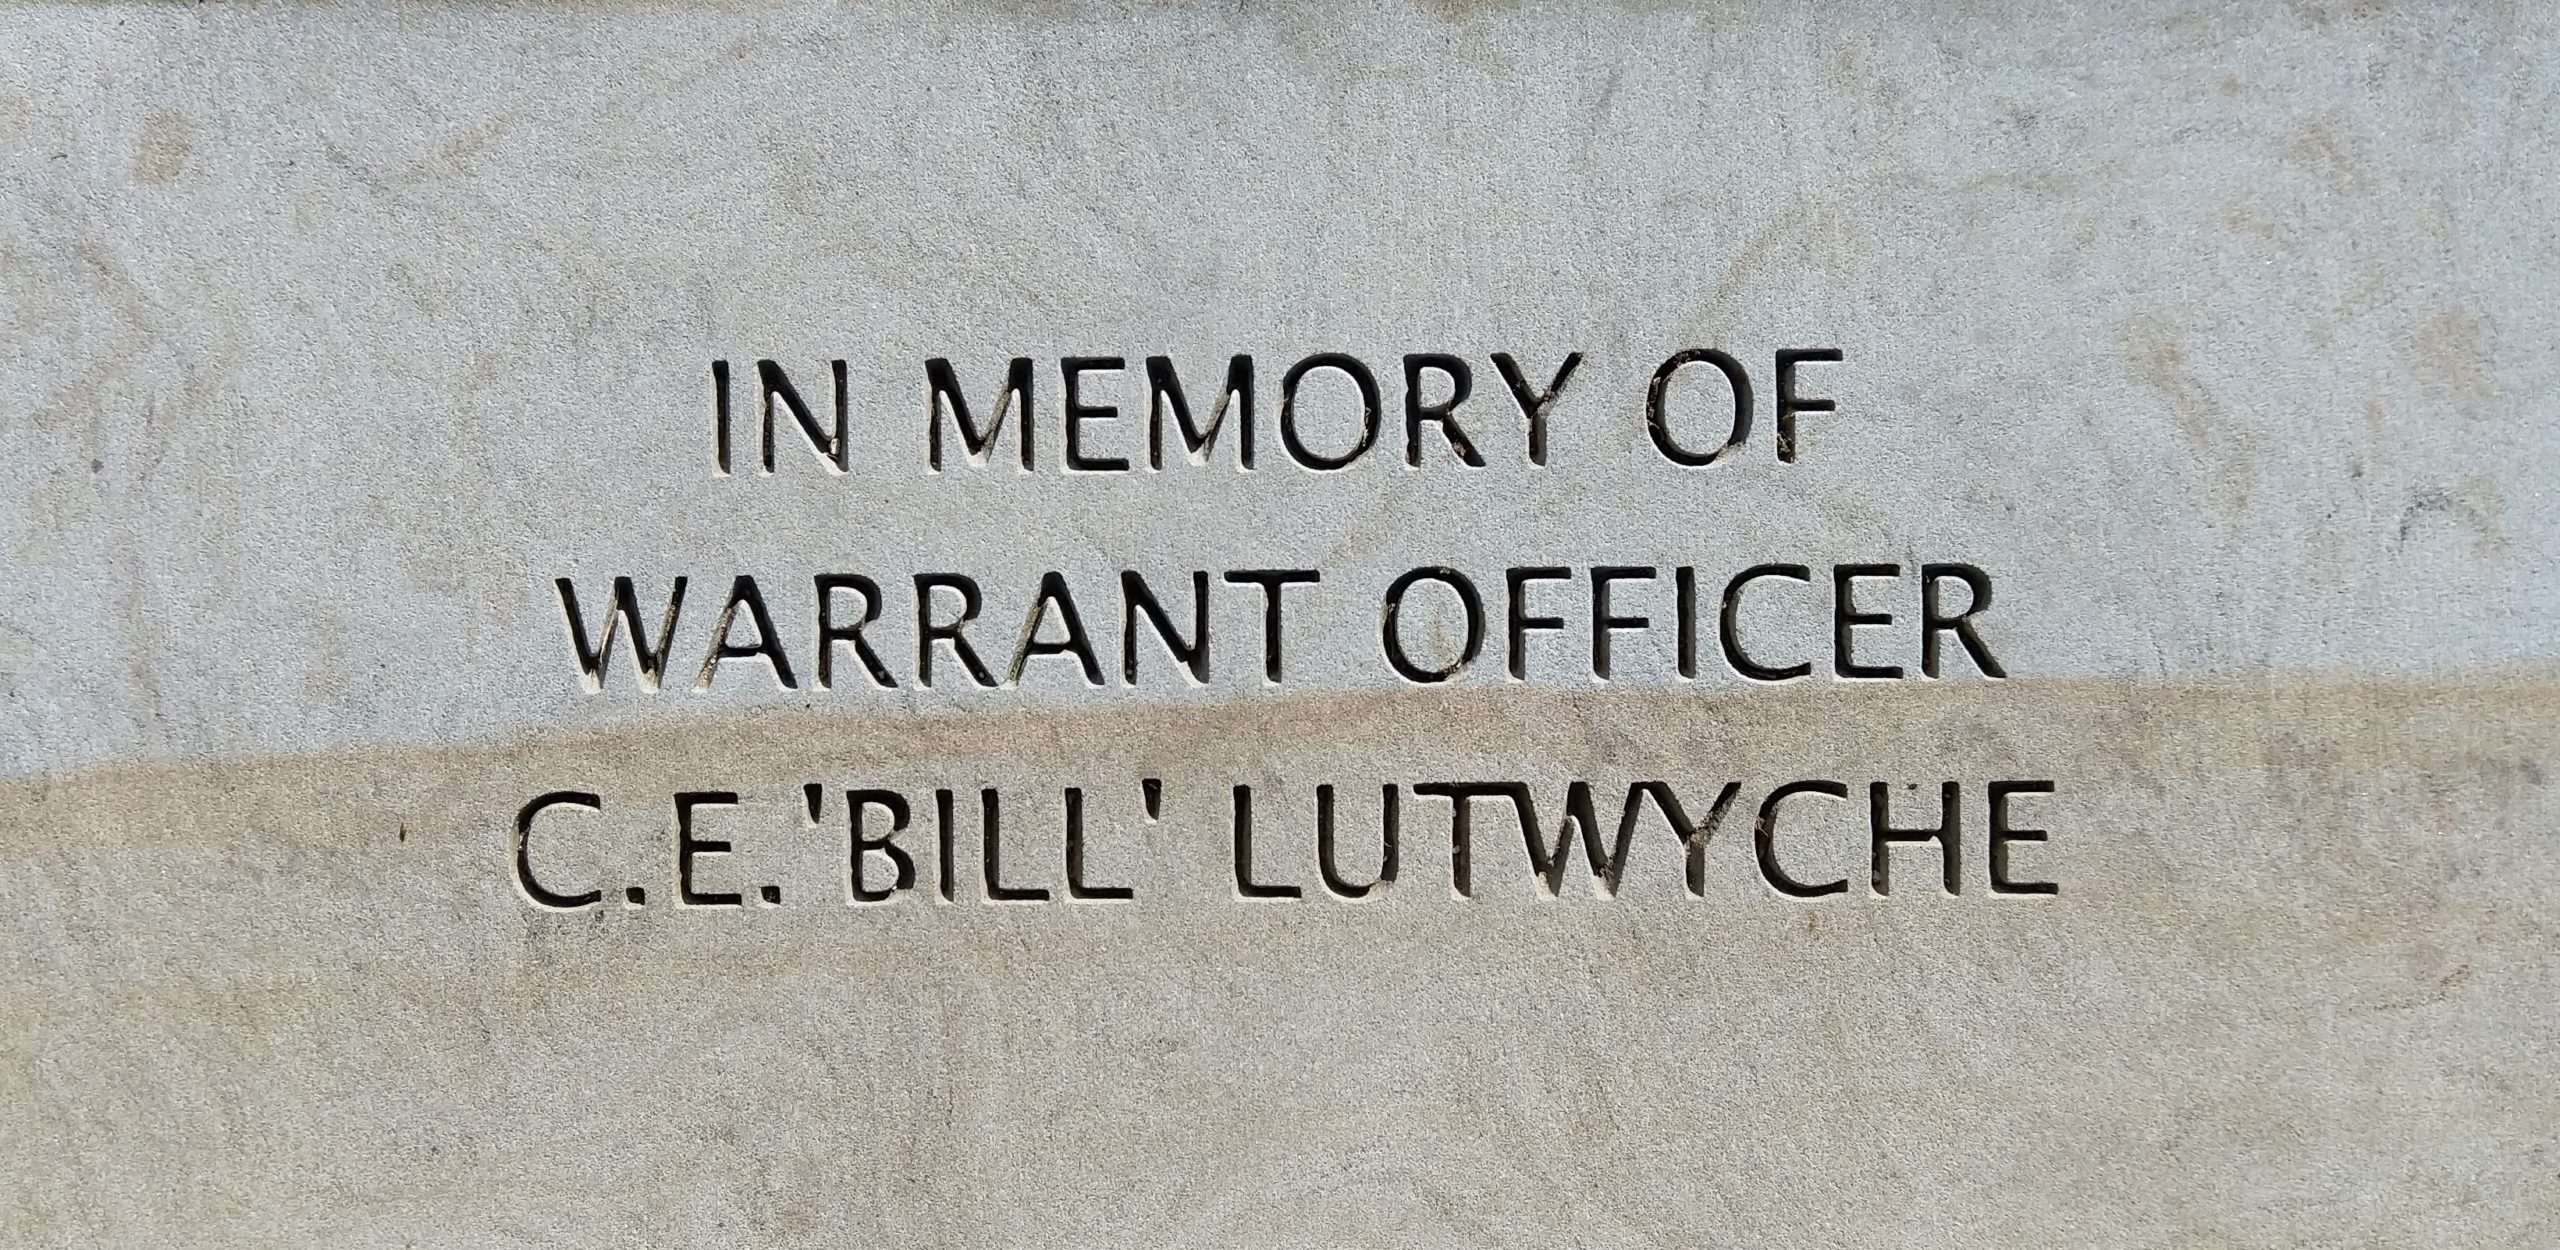 IN MEMORY OF
WARRANT OFFICER
C.E. 'BILL' LUTWYCHE